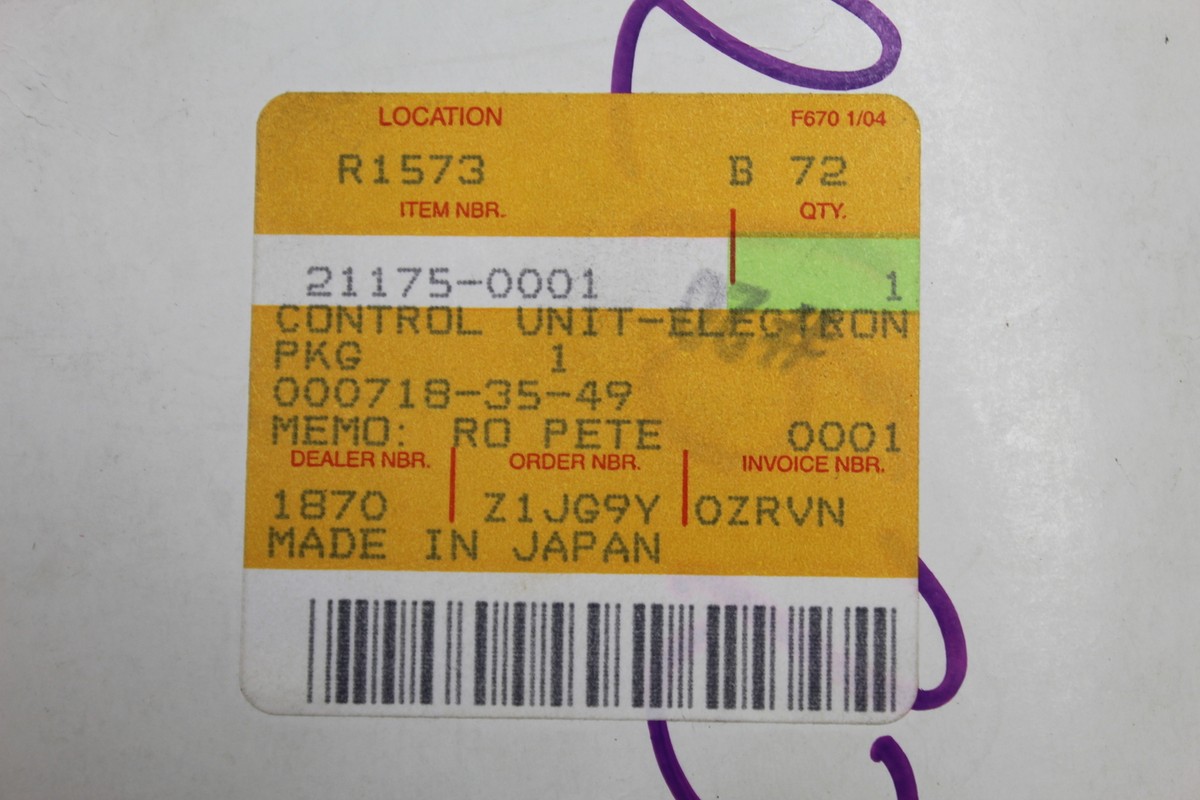 LOCATION F670 1/04
R1573 B 72
ITEM NBR. QTY.
21175-0001 1
CONTROL UNIT-ELECTRON
PKG 1
000718-35-49
MEMO: RO PETE 0001
DEALER NBR. ORDER NBR. INVOICE NBR.
1870 Z1JG9Y OZRVN
MADE IN JAPAN